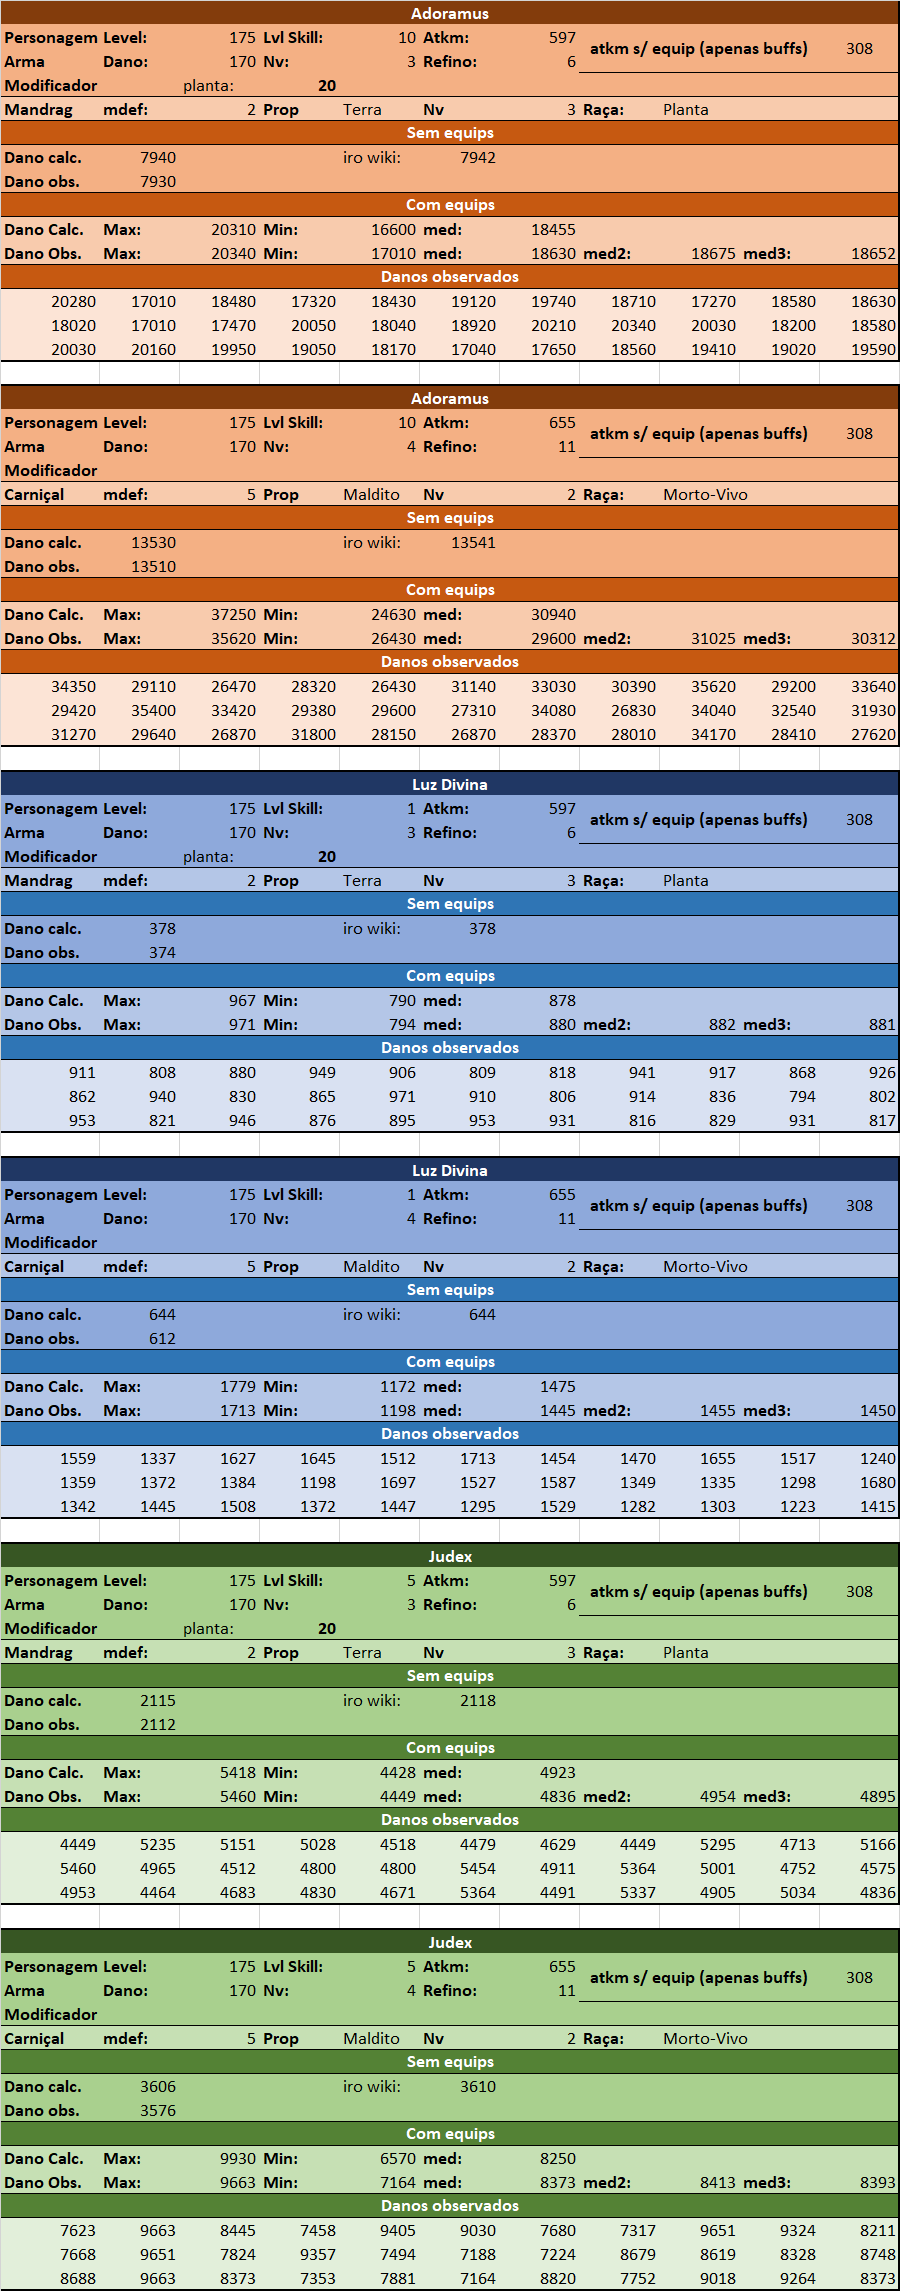 Adoramus
Personagem Level: 175 Lvl Skill: 10 Atkm: 597 atkm s/ equip (apenas buffs) 308
Arma Dano: 170 Nv: 3 Refino: 6
Modificador planta: 20
Mandrag mdef: 2 Prop Terra Nv 3 Raça: Planta
Sem equips
Dano calc. 7940 iro wiki: 7942
Dano obs. 7930
Com equips
Dano Calc. Max: 20310 Min: 16600 med: 18455
Dano Obs. Max: 20340 Min: 17010 med: 18630 med2: 18675 med3: 18652
Danos observados
20280 17010 18480 17320 18430 19120 19740 18710 17270 18580 18630
18020 17010 17470 20050 18040 18920 20210 20340 20030 18200 18580
20030 20160 19950 19050 18170 17040 17650 18560 19410 19020 19590
Adoramus
Personagem Level: 175 Lvl Skill: 10 Atkm: 655 atkm s/ equip (apenas buffs) 308
Arma Dano: 170 Nv: 4 Refino: 11
Modificador
Carniçal mdef: 5 Prop Maldito Nv 2 Raça: Morto-Vivo
Sem equips
Dano calc. 13530 iro wiki: 13541
Dano obs. 13510
Com equips
Dano Calc. Max: 37250 Min: 24630 med: 30940
Dano Obs. Max: 35620 Min: 26430 med: 29600 med2: 31025 med3: 30312
Danos observados
34350 29110 26470 28320 26430 31140 33030 30390 35620 29200 33640
29420 35400 33420 29380 29600 27310 34080 26830 34040 32540 31930
31270 29640 26870 31800 28150 26870 28370 28010 34170 28410 27620
Luz Divina
Personagem Level: 175 Lvl Skill: 1 Atkm: 597 atkm s/ equip (apenas buffs) 308
Arma Dano: 170 Nv: 3 Refino: 6
Modificador planta: 20
Mandrag mdef: 2 Prop Terra Nv 3 Raça: Planta
Sem equips
Dano calc. 378 iro wiki: 378
Dano obs. 374
Com equips
Dano Calc. Max: 967 Min: 790 med: 878
Dano Obs. Max: 971 Min: 794 med: 880 med2: 882 med3: 881
Danos observados
911 808 880 949 906 809 818 941 917 868 926
862 940 830 865 971 910 806 914 836 794 802
953 821 946 876 895 953 931 816 829 931 817
Luz Divina
Personagem Level: 175 Lvl Skill: 1 Atkm: 655 atkm s/ equip (apenas buffs) 308
Arma Dano: 170 Nv: 4 Refino: 11
Modificador
Carniçal mdef: 5 Prop Maldito Nv 2 Raça: Morto-Vivo
Sem equips
Dano calc. 644 iro wiki: 644
Dano obs. 612
Com equips
Dano Calc. Max: 1779 Min: 1172 med: 1475
Dano Obs. Max: 1713 Min: 1198 med: 1445 med2: 1455 med3: 1450
Danos observados
1559 1337 1627 1645 1512 1713 1454 1470 1655 1517 1240
1359 1372 1384 1198 1697 1527 1587 1349 1335 1298 1680
1342 1445 1508 1372 1447 1295 1529 1282 1303 1223 1415
Judex
Personagem Level: 175 Lvl Skill: 5 Atkm: 597 atkm s/ equip (apenas buffs) 308
Arma Dano: 170 Nv: 3 Refino: 6
Modificador planta: 20
Mandrag mdef: 2 Prop Terra Nv 3 Raça: Planta
Sem equips
Dano calc. 2115 iro wiki: 2118
Dano obs. 2112
Com equips
Dano Calc. Max: 5418 Min: 4428 med: 4923
Dano Obs. Max: 5460 Min: 4449 med: 4836 med2: 4954 med3: 4895
Danos observados
4449 5235 5151 5028 4518 4479 4629 4449 5295 4713 5166
5460 4965 4512 4800 4800 5454 4911 5364 5001 4752 4575
4953 4464 4683 4830 4671 5364 4491 5337 4905 5034 4836
Judex
Personagem Level: 175 Lvl Skill: 5 Atkm: 655 atkm s/ equip (apenas buffs) 308
Arma Dano: 170 Nv: 4 Refino: 11
Modificador
Carniçal mdef: 5 Prop Maldito Nv 2 Raça: Morto-Vivo
Sem equips
Dano calc. 3606 iro wiki: 3610
Dano obs. 3576
Com equips
Dano Calc. Max: 9930 Min: 6570 med: 8250
Dano Obs. Max: 9663 Min: 7164 med: 8373 med2: 8413 med3: 8393
Danos observados
7623 9663 8445 7458 9405 9030 7680 7317 9651 9324 8211
7668 9651 7824 9357 7494 7188 7224 8679 8619 8328 8748
8688 9663 8373 7353 7881 7164 8820 7752 9018 9264 8373